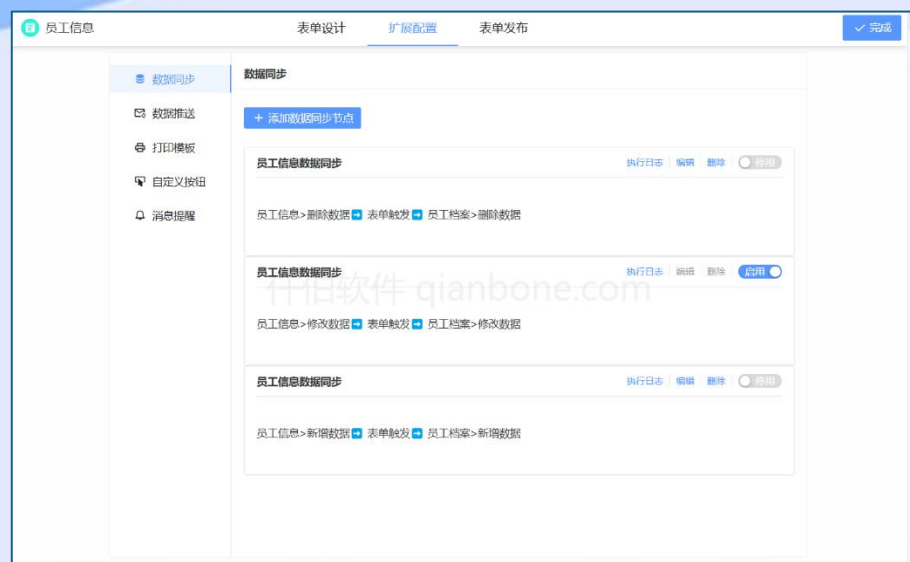 员工信息 表单设计 扩展配置 表单发布 完成
数据同步
数据推送
打印模板
自定义按钮
消息提醒
数据同步
+ 添加数据同步节点
员工信息数据同步 执行日志 编辑 删除 停用
员工信息>删除数据➡ 表单触发➡ 员工档案>删除数据
员工信息数据同步 执行日志 编辑 删除 启用
仟佰软件 qianbone.com
员工信息>修改数据➡ 表单触发➡ 员工档案>修改数据
员工信息数据同步 执行日志 编辑 删除 停用
员工信息>新增数据➡ 表单触发➡ 员工档案>新增数据